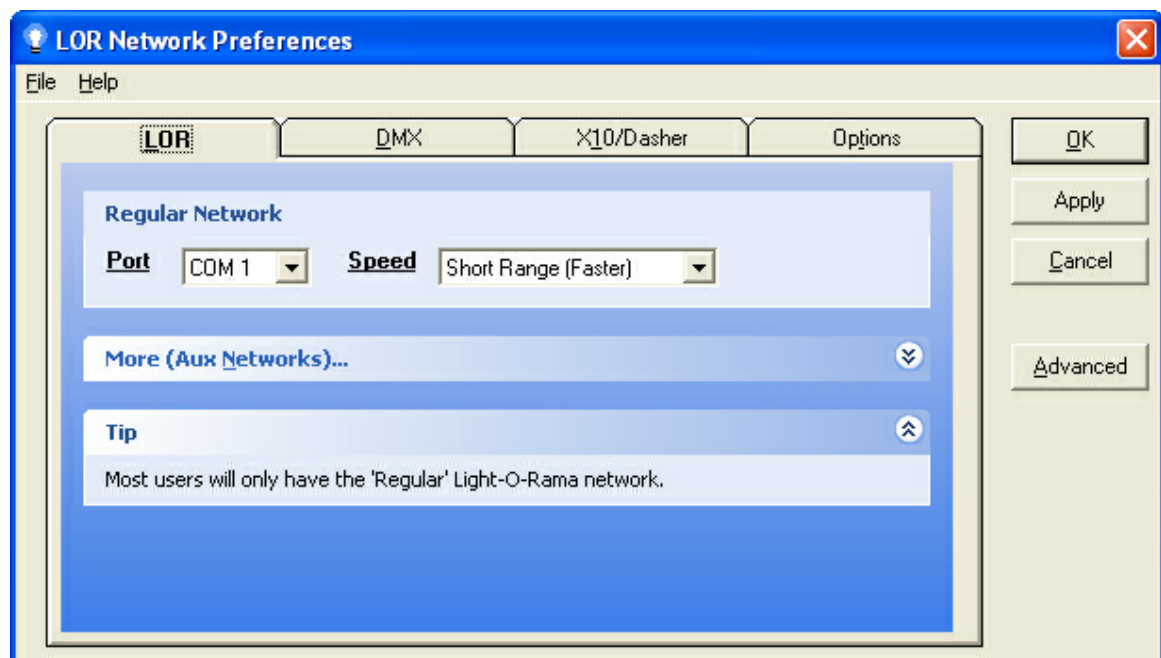 LOR Network Preferences
File Help
LOR DMX X10/Dasher Options
OK
Apply
Cancel
Advanced
Regular Network
Port COM 1 Speed Short Range (Faster)
More (Aux Networks)...
Tip
Most users will only have the 'Regular' Light-O-Rama network.